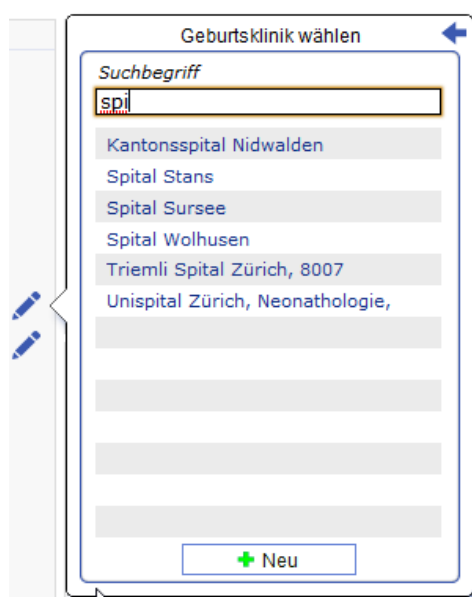 Geburtsklinik wählen
Suchbegriff
spi
Kantonsspital Nidwalden
Spital Stans
Spital Sursee
Spital Wolhusen
Triemli Spital Zürich, 8007
Unispital Zürich, Neonathologie,
Neu